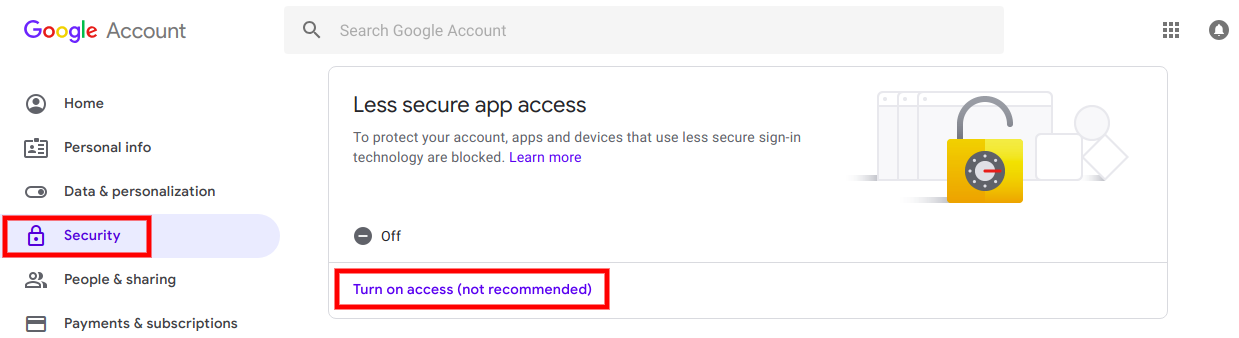 Google Account
Search Google Account
Home
Personal info
Data & personalization
Security
People & sharing
Payments & subscriptions
Less secure app access
To protect your account, apps and devices that use less secure sign-in
technology are blocked. Learn more
Off
Turn on access (not recommended)